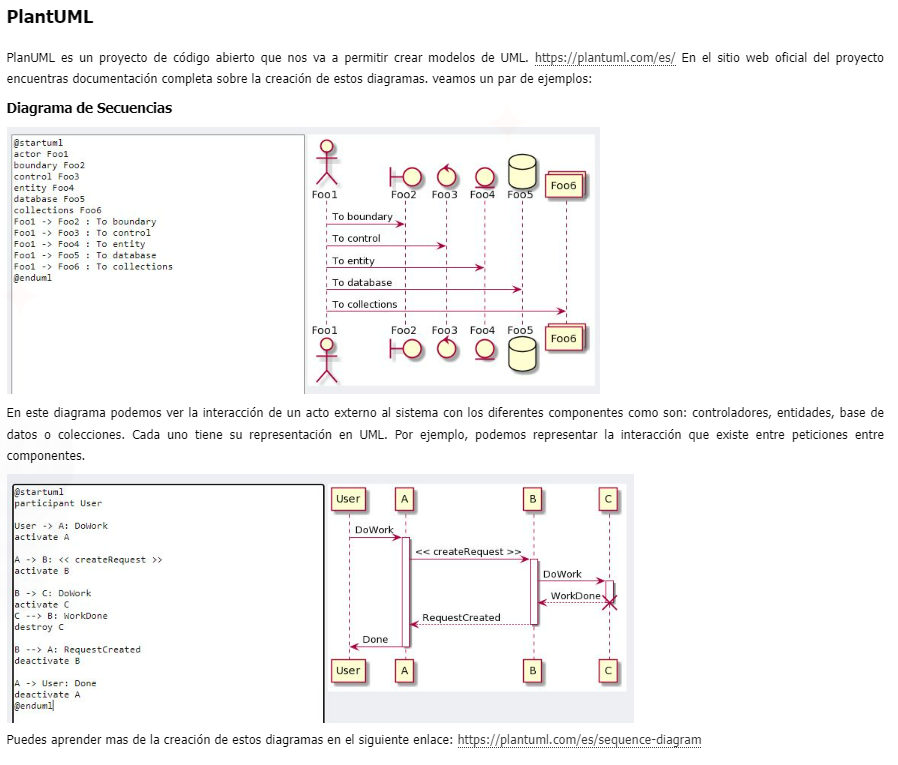 PlantUML
PlanUML es un proyecto de código abierto que nos va a permitir crear modelos de UML. https://plantuml.com/es/ En el sitio web oficial del proyecto
encuentras documentación completa sobre la creación de estos diagramas. veamos un par de ejemplos:
Diagrama de Secuencias
@startuml
actor Foo1
boundary Foo2
control Foo3
entity Foo4
database Foo5
collections Foo6
Foo1 -> Foo2 : To boundary
Foo1 -> Foo3 : To control
Foo1 -> Foo4 : To entity
Foo1 -> Foo5 : To database
Foo1 -> Foo6 : To collections
@enduml
Foo1 Foo2 Foo3 Foo4 Foo5 Foo6
To boundary
To control
To entity
To database
To collections
Foo1 Foo2 Foo3 Foo4 Foo5 Foo6
En este diagrama podemos ver la interacción de un acto externo al sistema con los diferentes componentes como son: controladores, entidades, base de
datos o colecciones. Cada uno tiene su representación en UML. Por ejemplo, podemos representar la interacción que existe entre peticiones entre
componentes.
@startuml
participant User
User -> A: DoWork
activate A
A -> B: << createRequest >>
activate B
B -> C: DoWork
activate C
C --> B: WorkDone
destroy C
B --> A: RequestCreated
deactivate B
A -> User: Done
deactivate A
@enduml
User A B C
DoWork
<< createRequest >>
DoWork
WorkDone
RequestCreated
Done
User A B C
Puedes aprender mas de la creación de estos diagramas en el siguiente enlace: https://plantuml.com/es/sequence-diagram